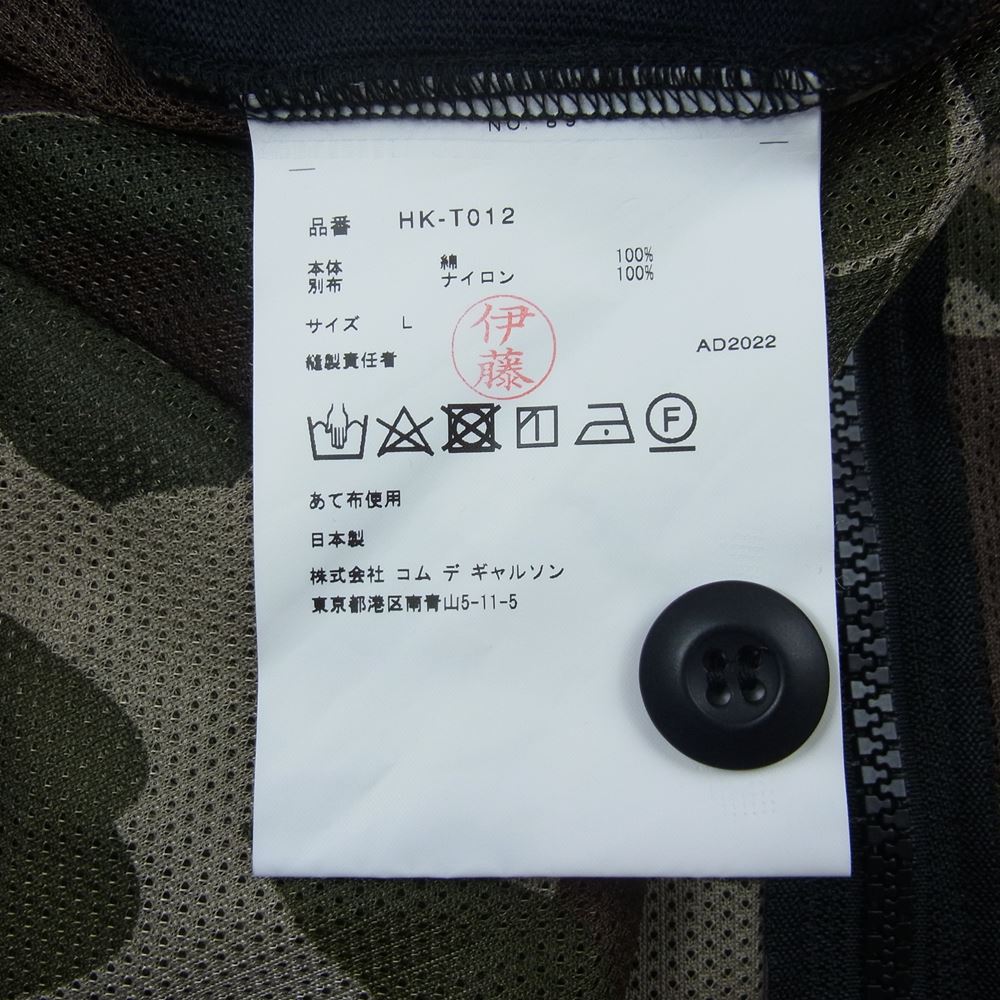 NO. 89
品番 HK-T012
本体 綿 100%
別布 ナイロン 100%
サイズ L
縫製責任者 伊藤
AD2022
F
あて布使用
日本製
株式会社 コム デ ギャルソン
東京都港区南青山5-11-5